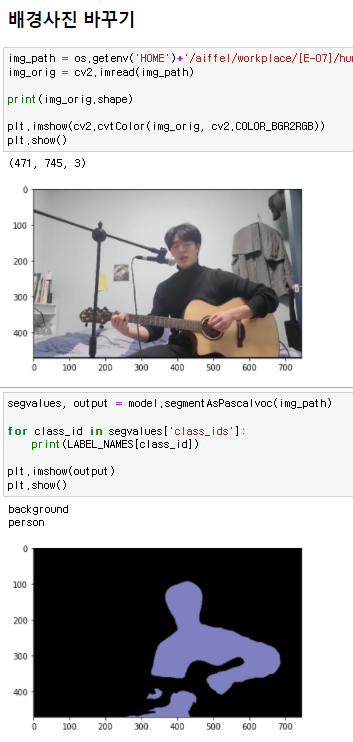 배경사진 바꾸기
img_path = os.getenv('HOME')+'/aiffel/workplace/[E-07]/hu
img_orig = cv2.imread(img_path)
print(img_orig.shape)
plt.imshow(cv2.cvtColor(img_orig, cv2.COLOR_BGR2RGB))
plt.show()
(471, 745, 3)
0
100
200
300
400
0 100 200 300 400 500 600 700
segvalues, output = model.segmentAsPascalvoc(img_path)
for class_id in segvalues['class_ids']:
    print(LABEL_NAMES[class_id])
plt.imshow(output)
plt.show()
background
person
0
100
200
300
400
0 100 200 300 400 500 600 700